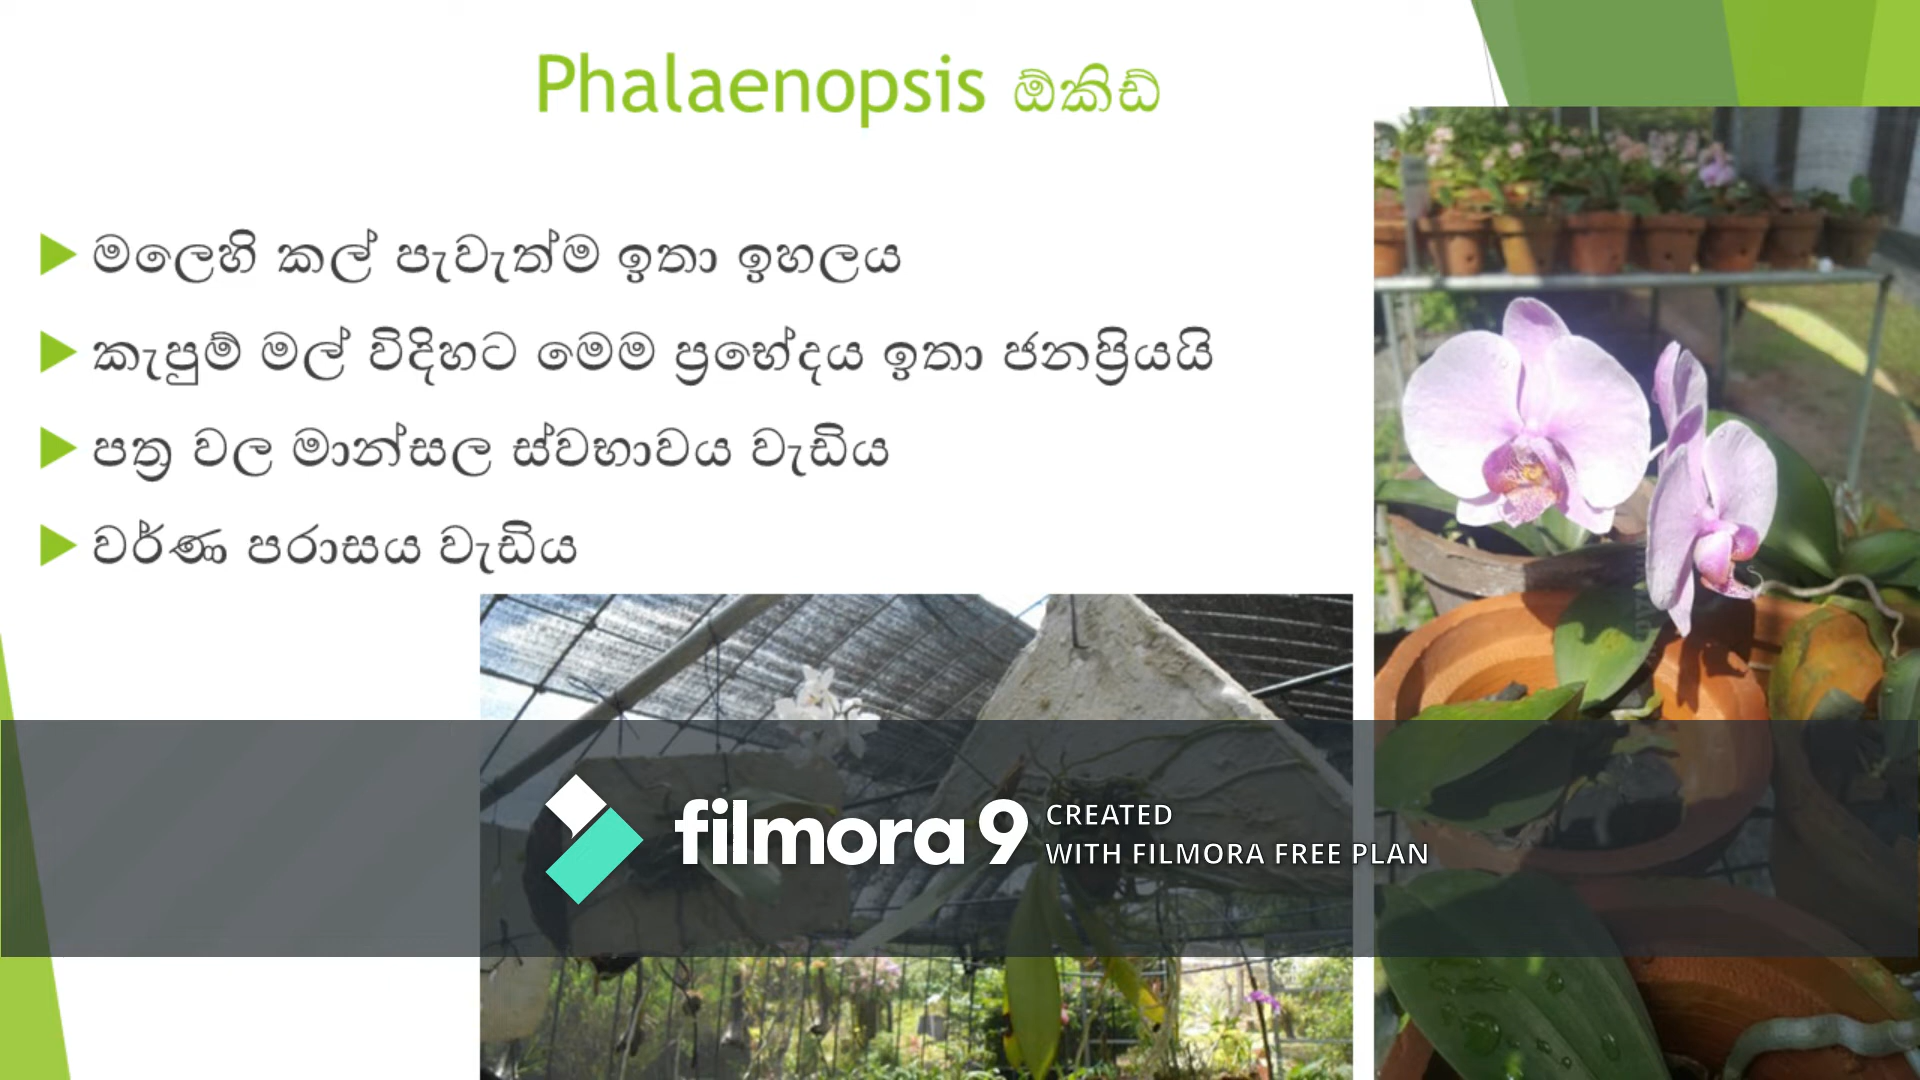 Phalaenopsis ඕකිඩ්
මලෙහි කල් පැවැත්ම ඉතා ඉහලය
කැපුම් මල් විදිහට මෙම ප්‍රභේදය ඉතා ජනප්‍රියයි
පත්‍ර වල මාන්සල ස්වභාවය වැඩිය
වර්ණ පරාසය වැඩිය
filmora 9 CREATED
WITH FILMORA FREE PLAN